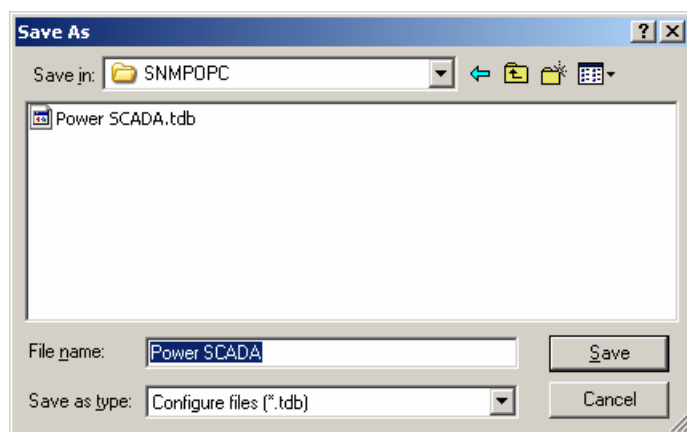 Save As
Save in: SNMPOPC
Power SCADA.tdb
File name: Power SCADA Save
Save as type: Configure files (*.tdb) Cancel